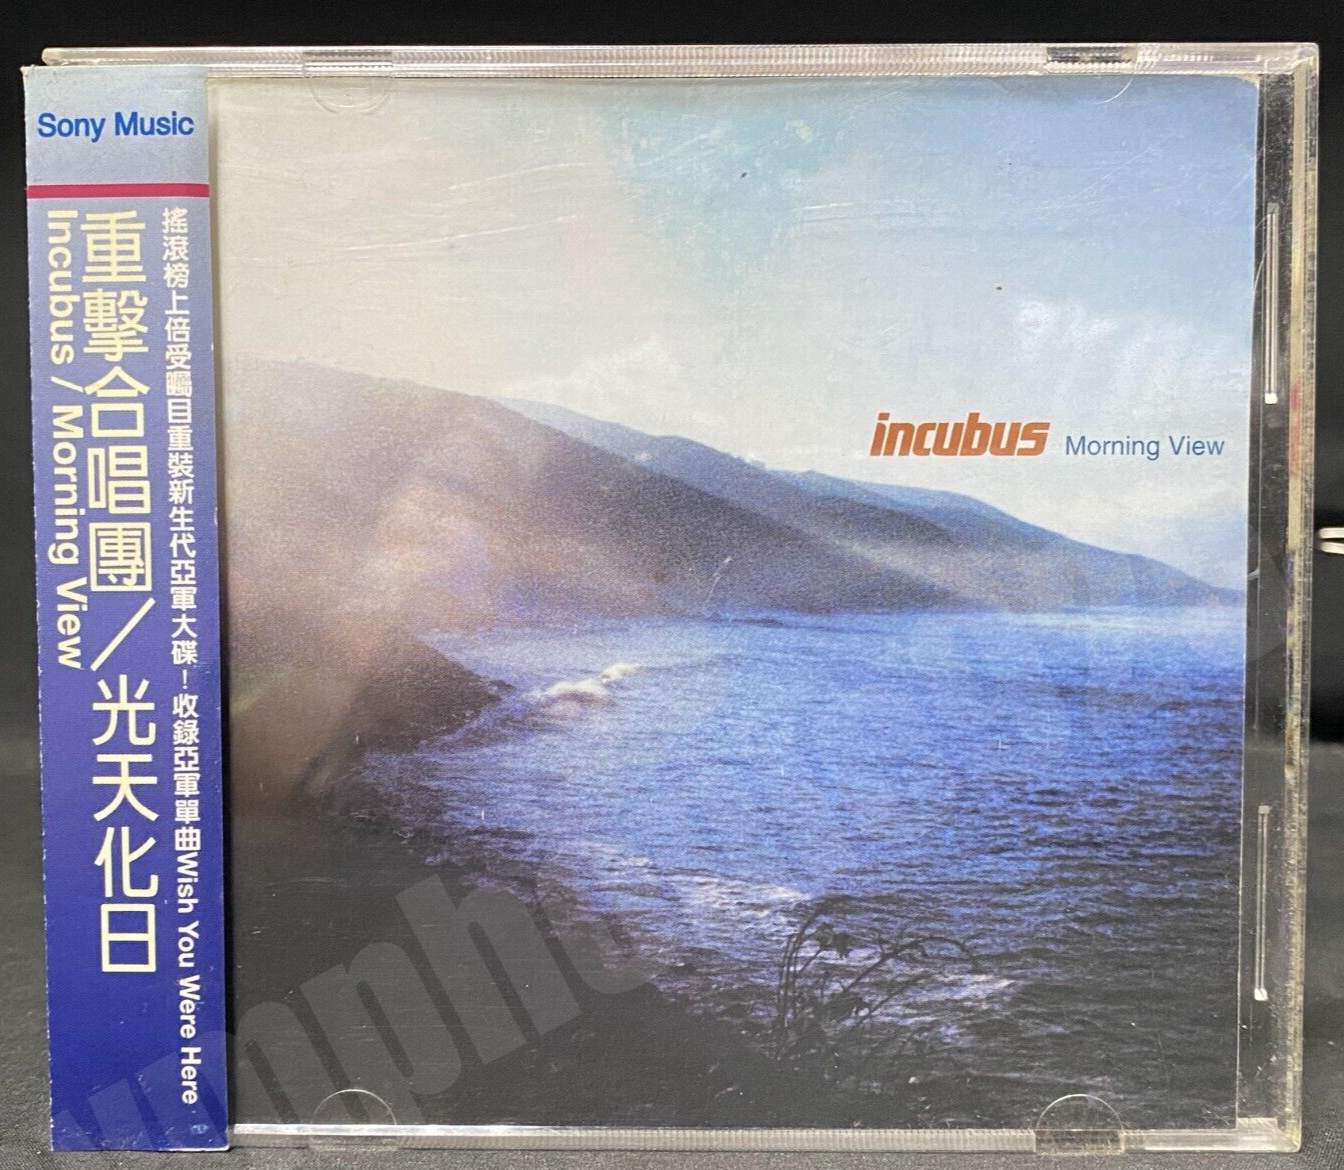 Sony Music
搖滾榜上倍受矚目重裝新生代亞軍大碟！收錄亞軍單曲Wish You Were Here
重擊合唱團／光天化日
Incubus / Morning View
incubus Morning View